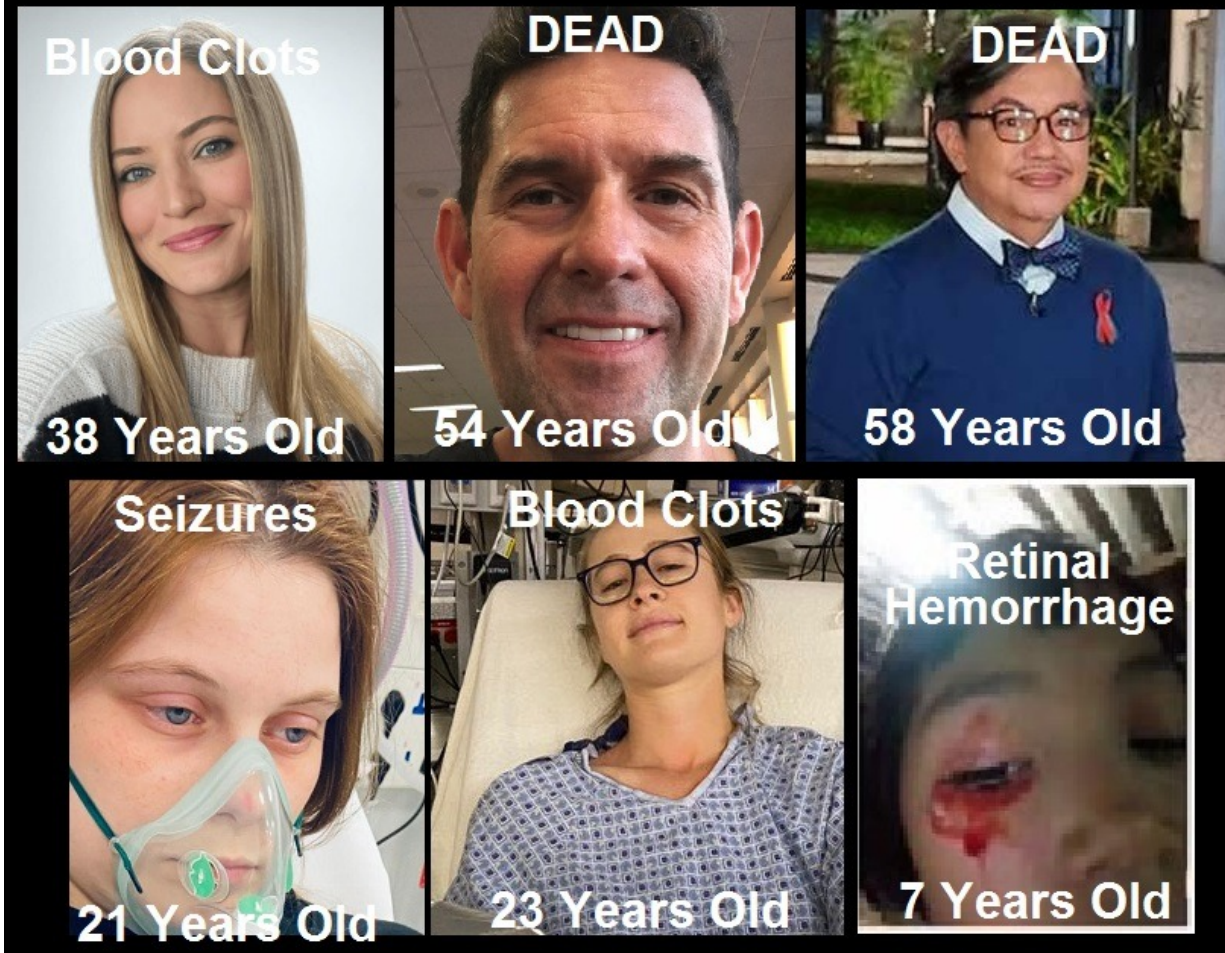 Blood Clots
38 Years Old
DEAD
54 Years Old
DEAD
58 Years Old
Seizures
21 Years Old
Blood Clots
23 Years Old
Retinal
Hemorrhage
7 Years Old